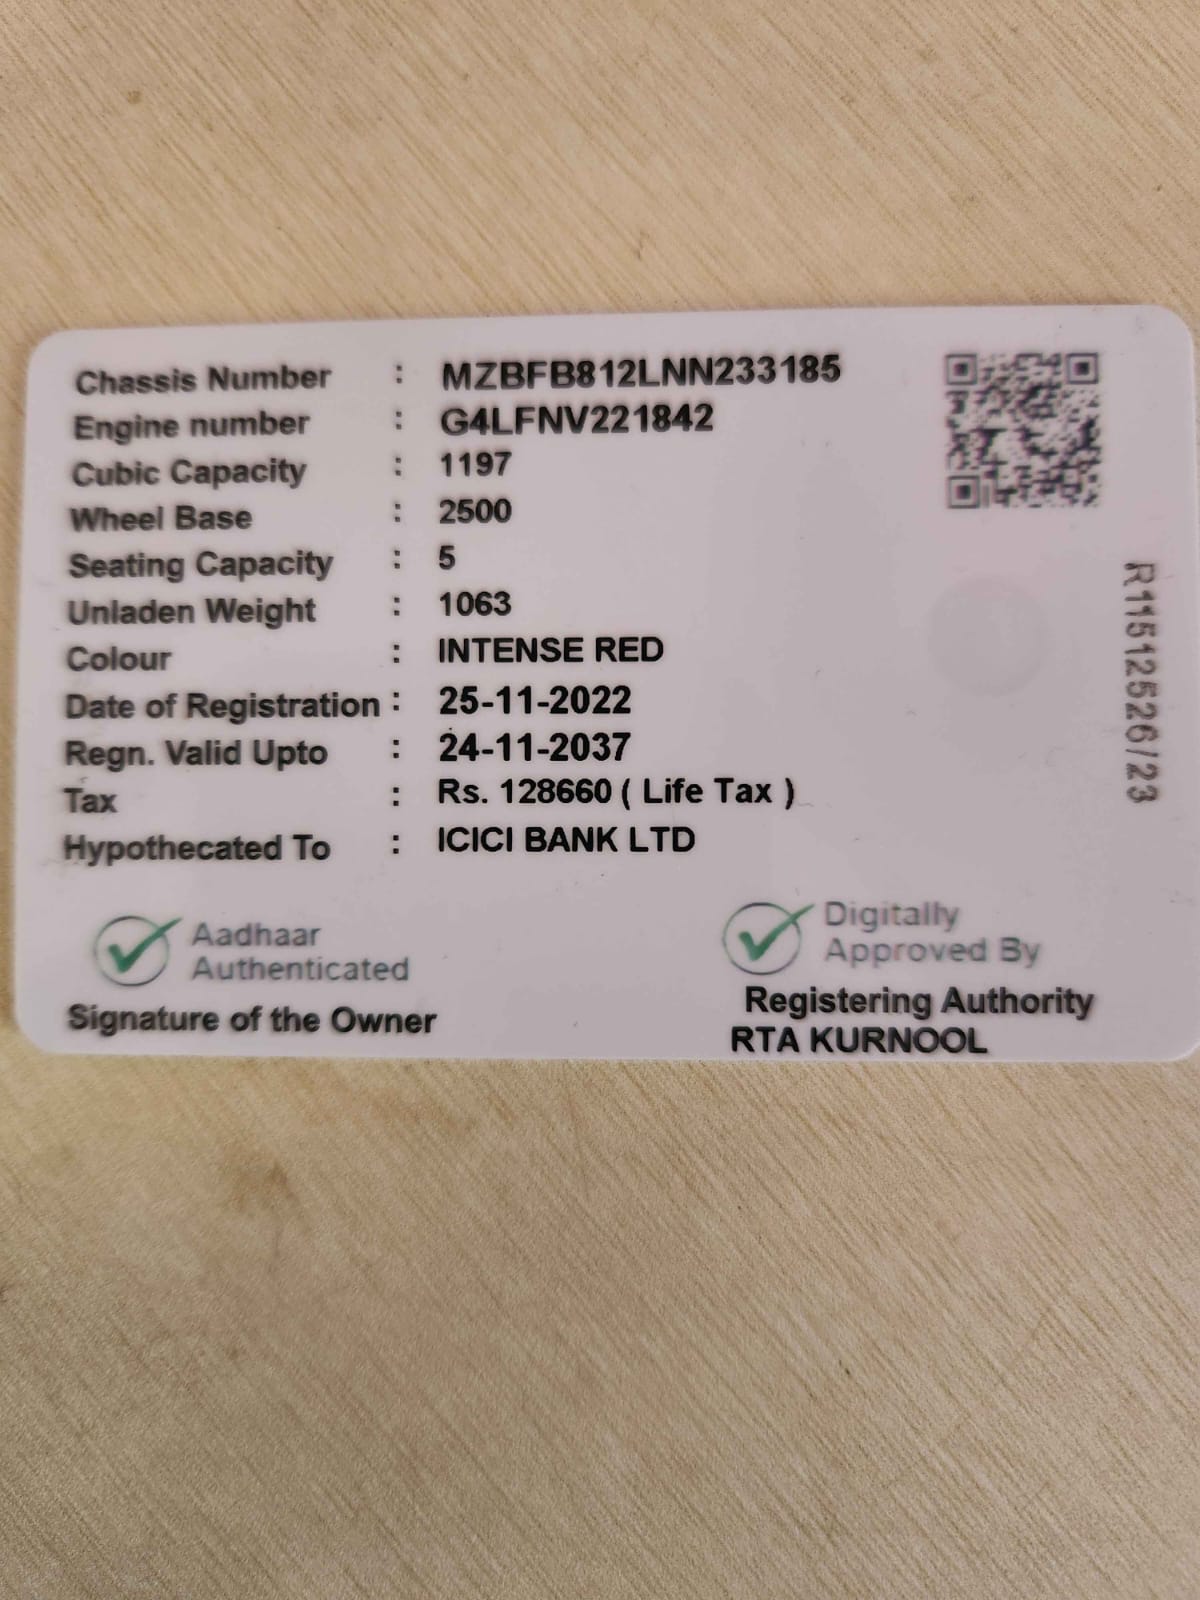 Chassis Number : MZBFB812LNN233185
Engine number : G4LFNV221842
Cubic Capacity : 1197
Wheel Base : 2500
Seating Capacity : 5
Unladen Weight : 1063
Colour : INTENSE RED
Date of Registration : 25-11-2022
Regn. Valid Upto : 24-11-2037
Tax : Rs. 128660 ( Life Tax )
Hypothecated To : ICICI BANK LTD
R11512526/23
Aadhaar
Authenticated
Signature of the Owner
Digitally
Approved By
Registering Authority
RTA KURNOOL